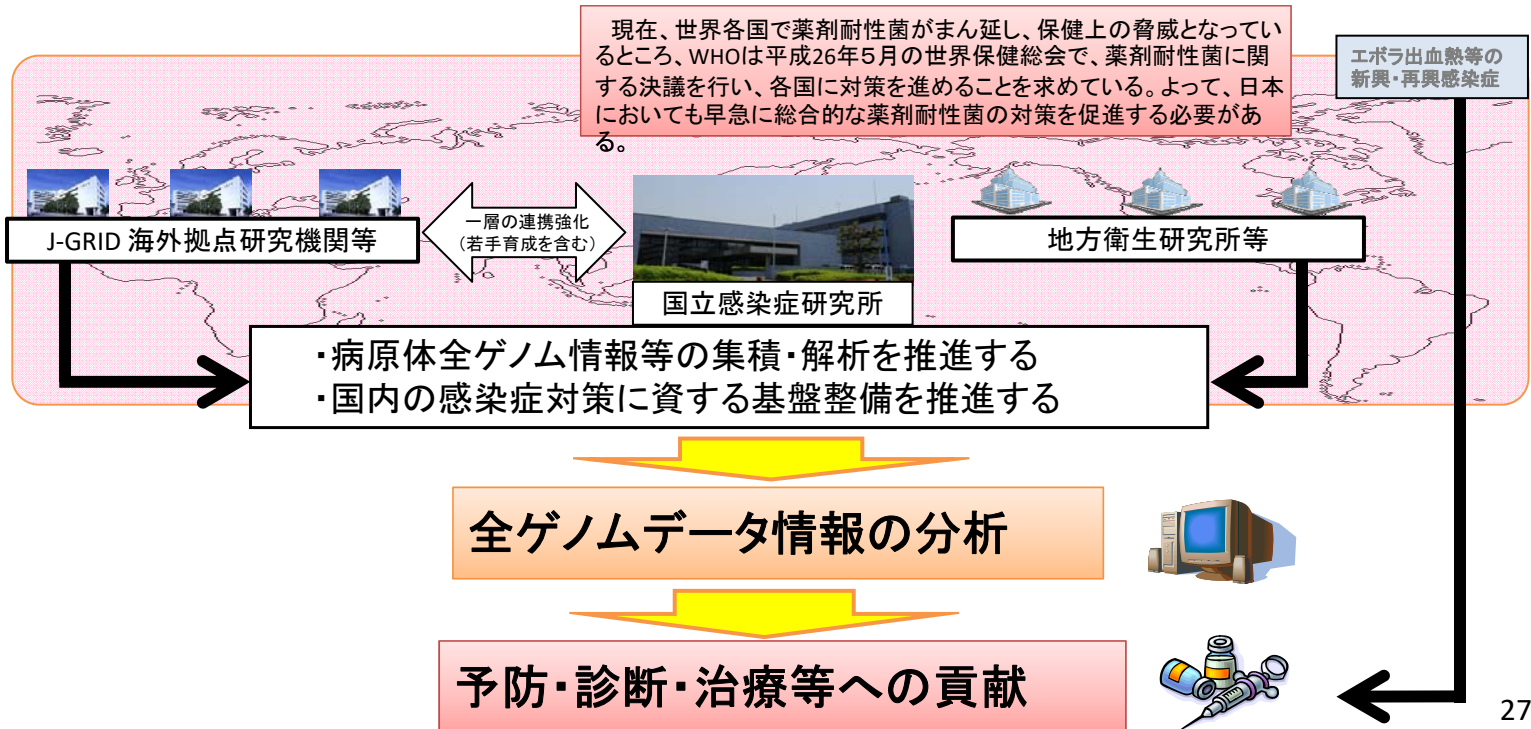 現在、世界各国で薬剤耐性菌がまん延し、保健上の脅威となってい
るところ、WHOは平成26年5月の世界保健総会で、薬剤耐性菌に関
する決議を行い、各国に対策を進めることを求めている。よって、日本
においても早急に総合的な薬剤耐性菌の対策を促進する必要があ
る。
エボラ出血熱等の
新興・再興感染症
J-GRID 海外拠点研究機関等
一層の連携強化
(若手育成を含む)
国立感染症研究所
地方衛生研究所等
・病原体全ゲノム情報等の集積・解析を推進する
・国内の感染症対策に資する基盤整備を推進する
全ゲノムデータ情報の分析
予防・診断・治療等への貢献
27